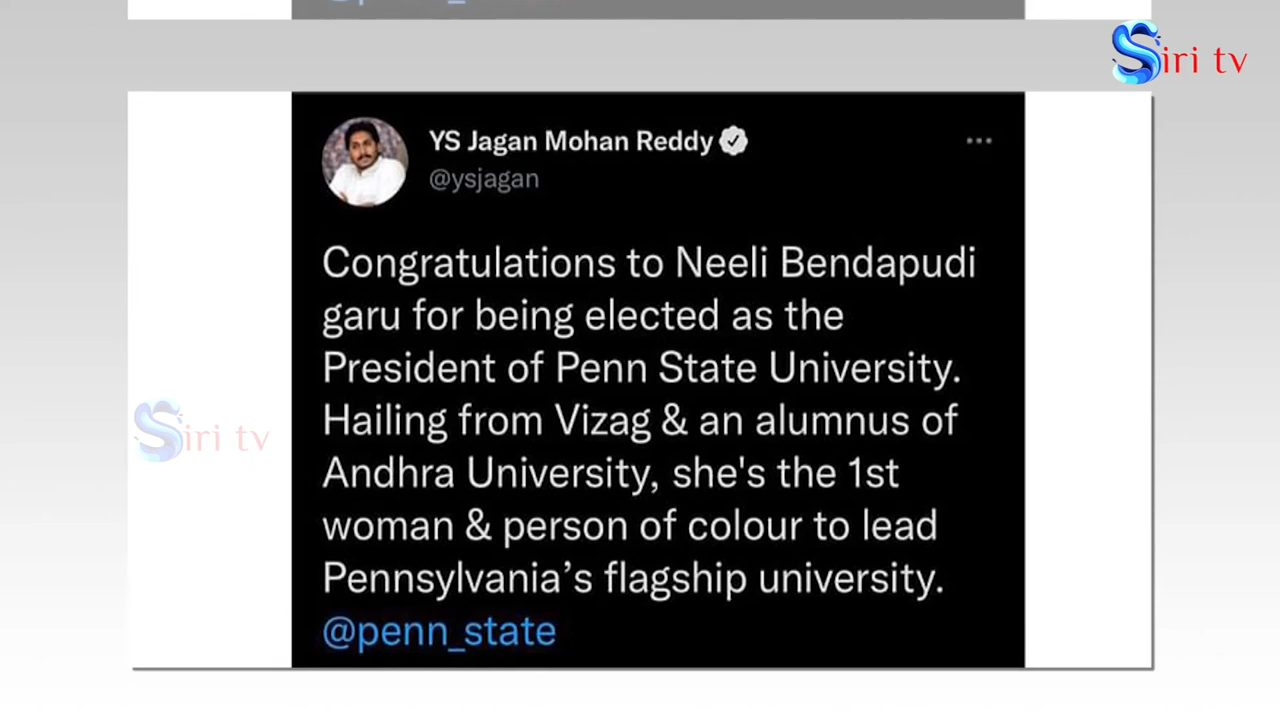 Siri tv
YS Jagan Mohan Reddy
@ysjagan
Congratulations to Neeli Bendapudi
garu for being elected as the
President of Penn State University.
Hailing from Vizag & an alumnus of
Andhra University, she's the 1st
woman & person of colour to lead
Pennsylvania’s flagship university.
@penn_state
Siri tv